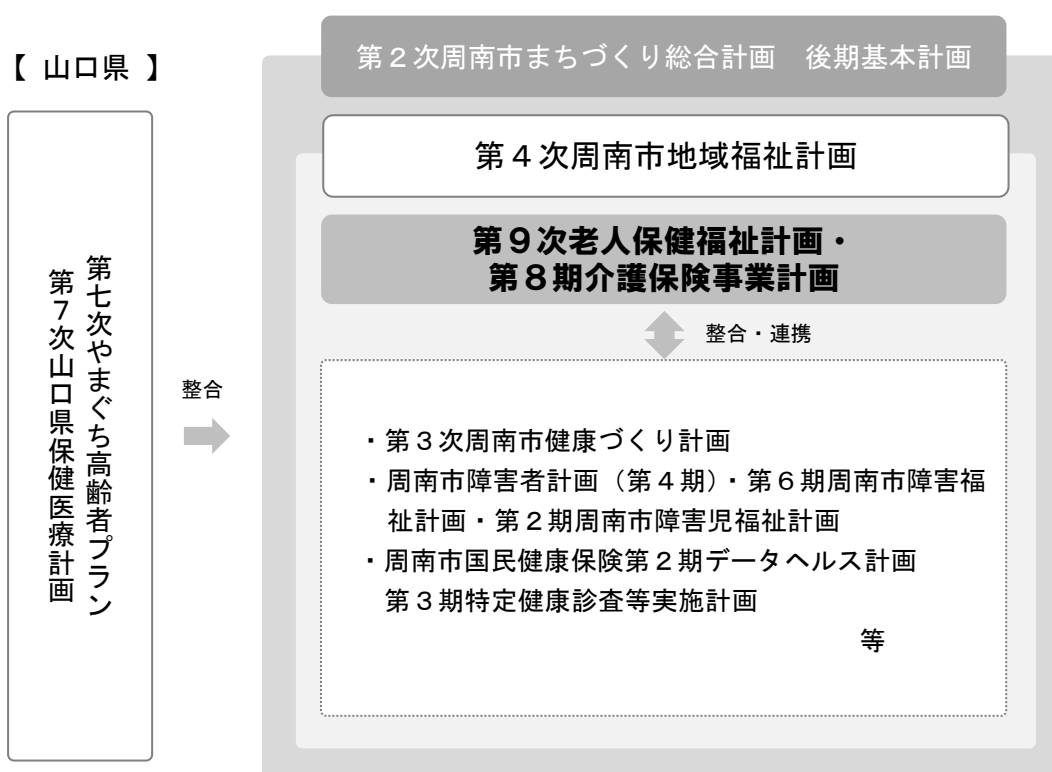 【 山口県 】
第七次やまぐち高齢者プラン
第７次山口県保健医療計画
整合
第２次周南市まちづくり総合計画　後期基本計画
第４次周南市地域福祉計画
第９次老人保健福祉計画・
第８期介護保険事業計画
整合・連携
・第３次周南市健康づくり計画
・周南市障害者計画（第４期）・第６期周南市障害福
祉計画・第２期周南市障害児福祉計画
・周南市国民健康保険第２期データヘルス計画
第３期特定健康診査等実施計画
等